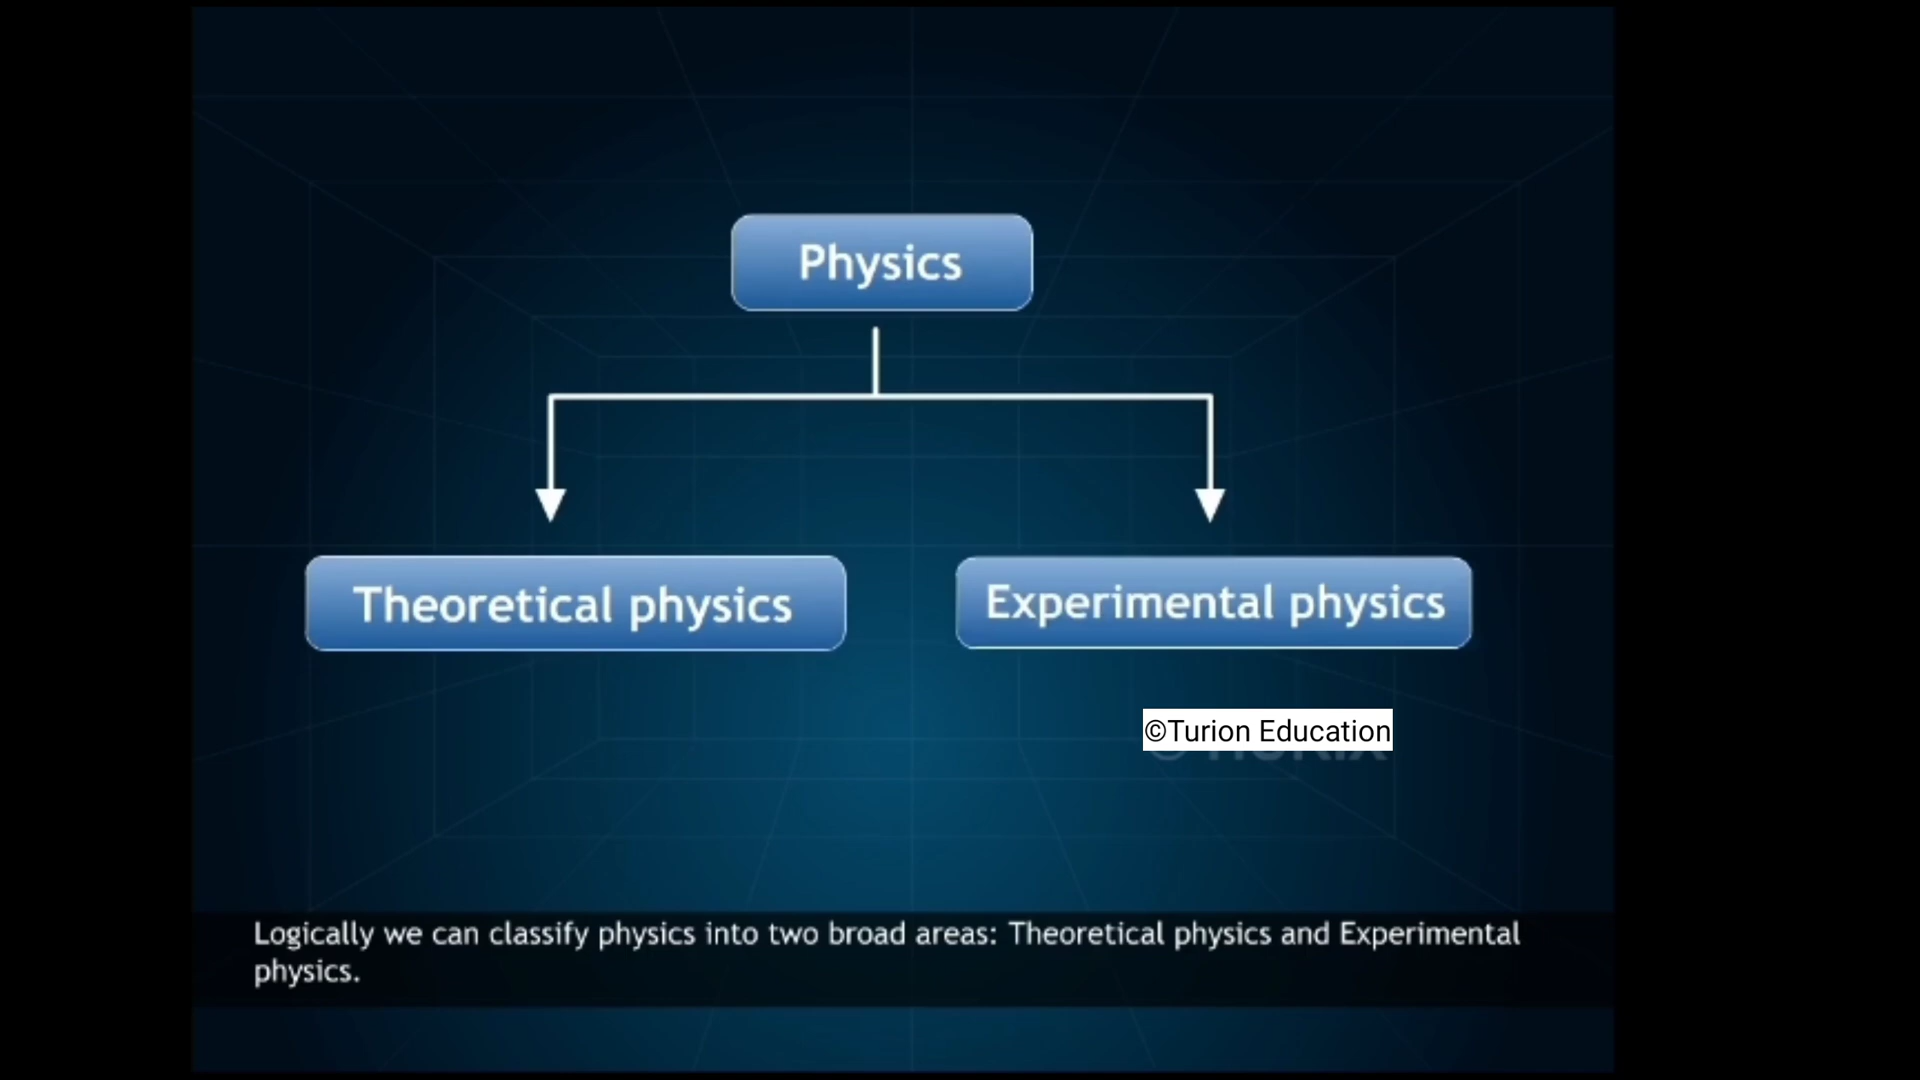 Physics
Theoretical physics
Experimental physics
©Turion Education
Logically we can classify physics into two broad areas: Theoretical physics and Experimental
physics.